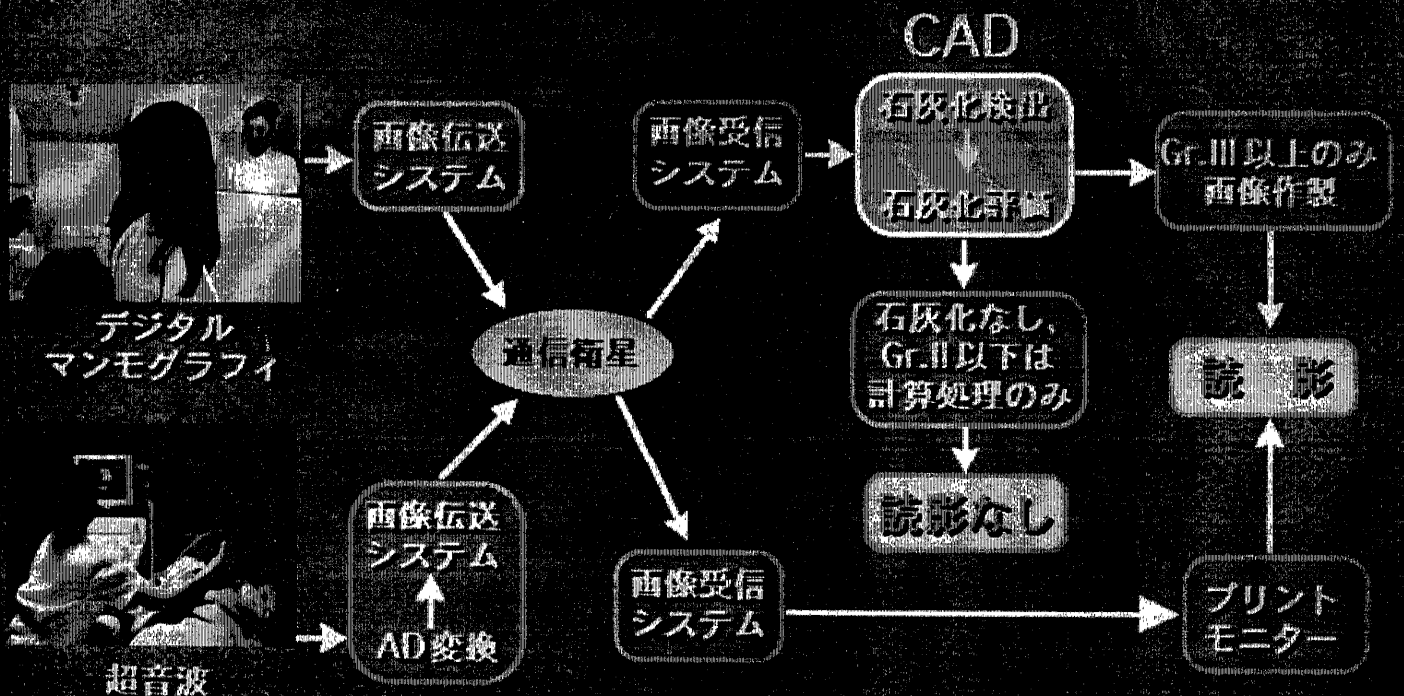 CAD
石灰化検出
石灰化評価
画像伝送
システム
画像受信
システム
Gr.III以上のみ
画像作製
デジタル
マンモグラフィ
通信衛星
石灰化なし、
Gr.II以下は
計算処理のみ
読 影
読影なし
画像伝送
システム
AD変換
画像受信
システム
プリント
モニター
超音波